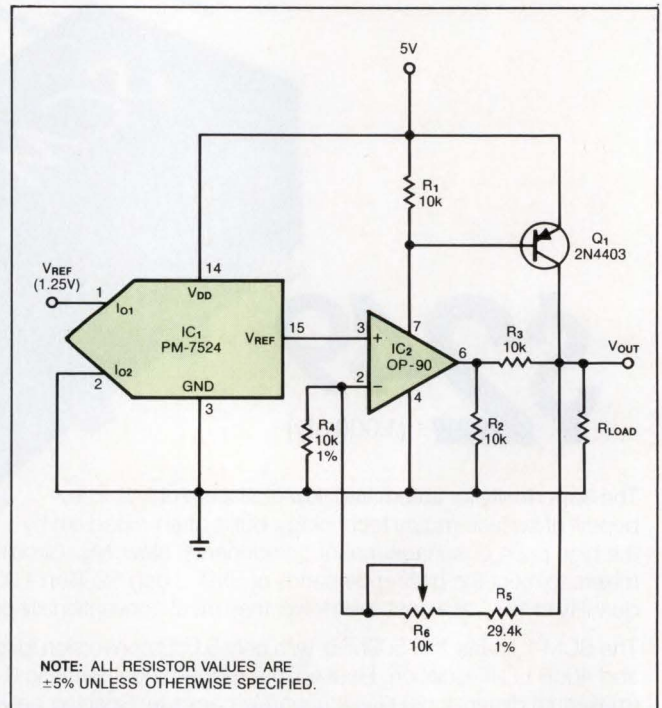 5V
R1
10k
Q1
2N4403
VREF
(1.25V)
14
1
IO1
VDD
IC1
PM-7524
VREF
15
3
+
7
IC2
OP-90
6
R3
10k
VOUT
2
IO2
GND
3
2
−
4
R4
10k
1%
R2
10k
RLOAD
R6
10k
R5
29.4k
1%
NOTE: ALL RESISTOR VALUES ARE
±5% UNLESS OTHERWISE SPECIFIED.